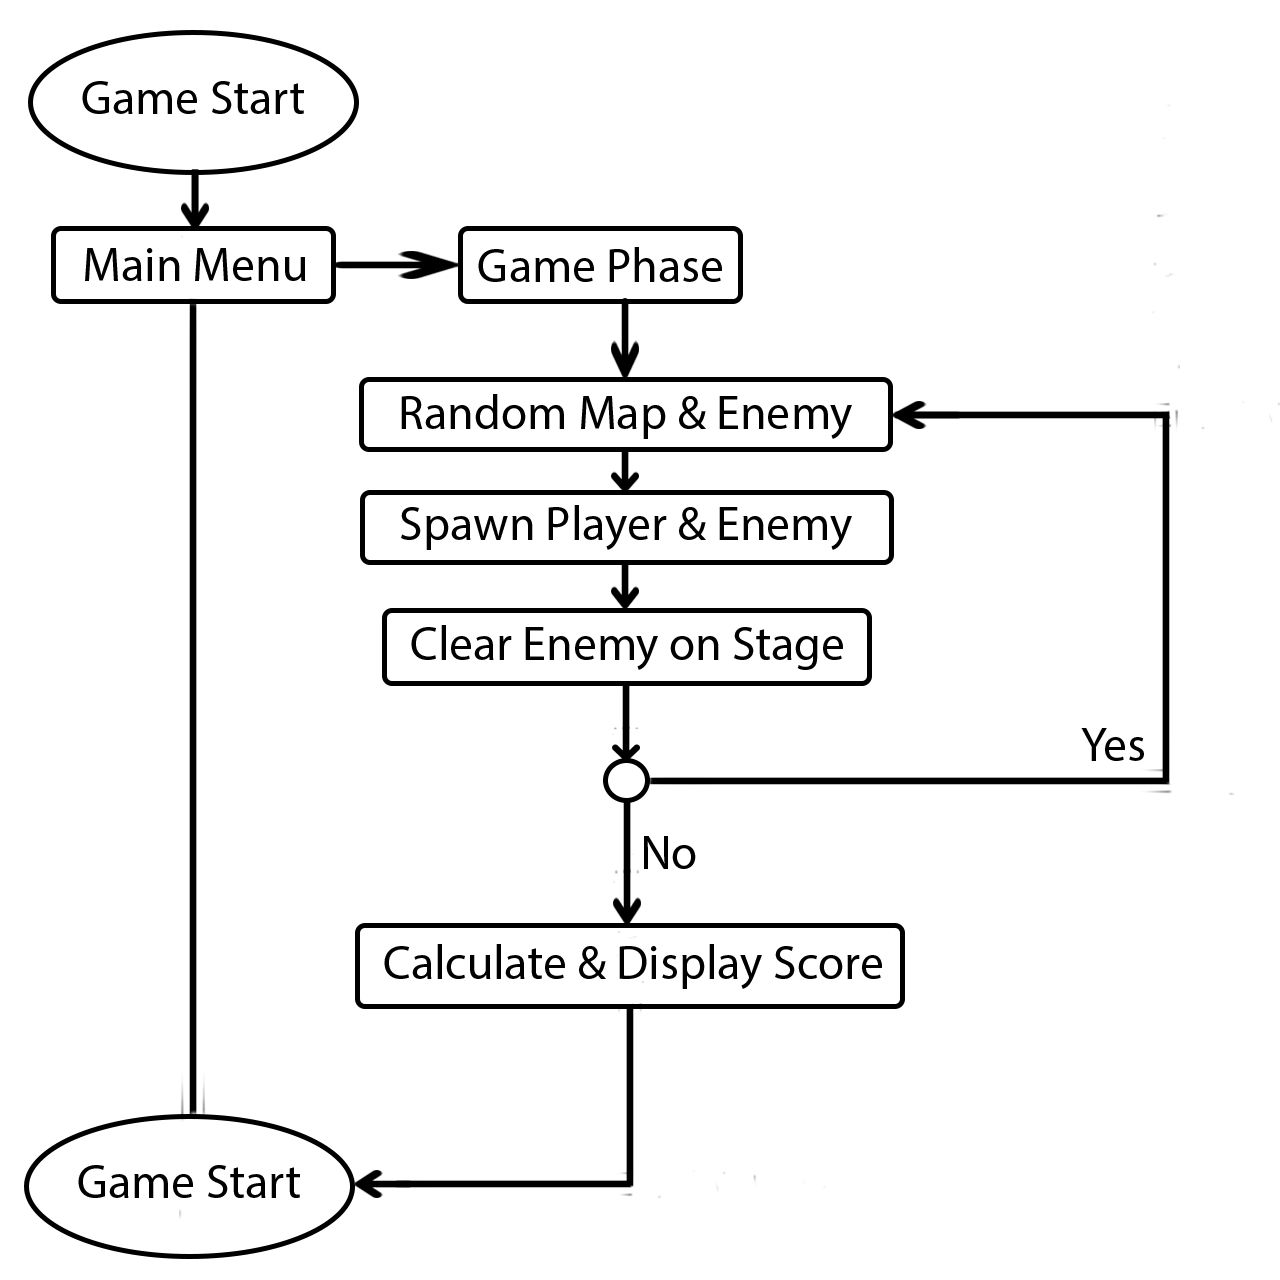 Game Start
Main Menu
Game Phase
Random Map & Enemy
Spawn Player & Enemy
Clear Enemy on Stage
Yes
No
Calculate & Display Score
Game Start